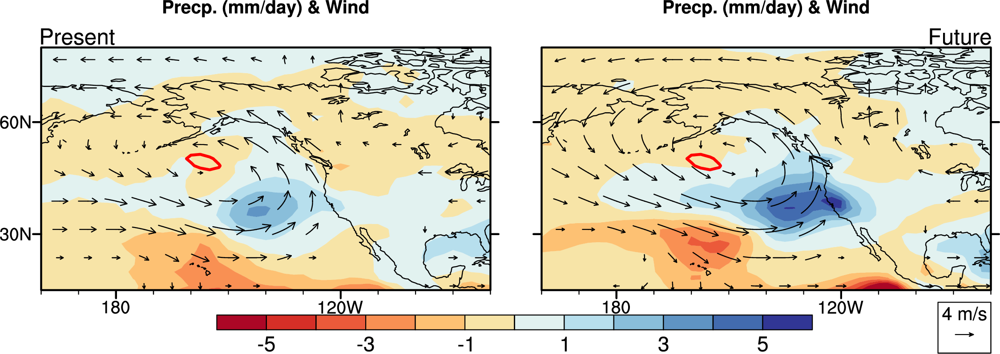 Precp. (mm/day) & Wind
Precp. (mm/day) & Wind
Present
Future
60N
30N
180
120W
180
120W
-5
-3
-1
1
3
5
4 m/s